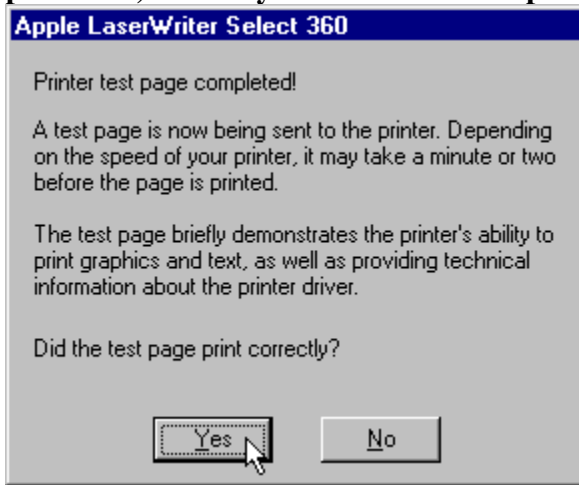 Apple LaserWriter Select 360
Printer test page completed!
A test page is now being sent to the printer. Depending
on the speed of your printer, it may take a minute or two
before the page is printed.
The test page briefly demonstrates the printer's ability to
print graphics and text, as well as providing technical
information about the printer driver.
Did the test page print correctly?
Yes No